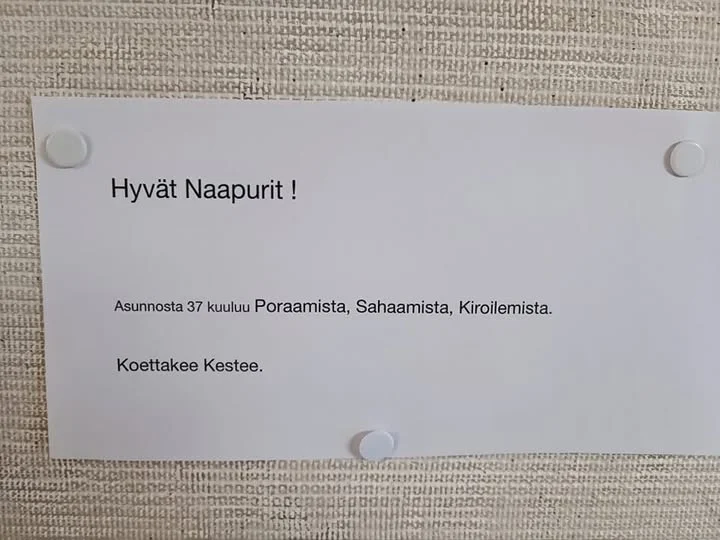 Hyvät Naapurit !
Asunnosta 37 kuuluu Poraamista, Sahaamista, Kiroilemista.
Koettakee Kestee.